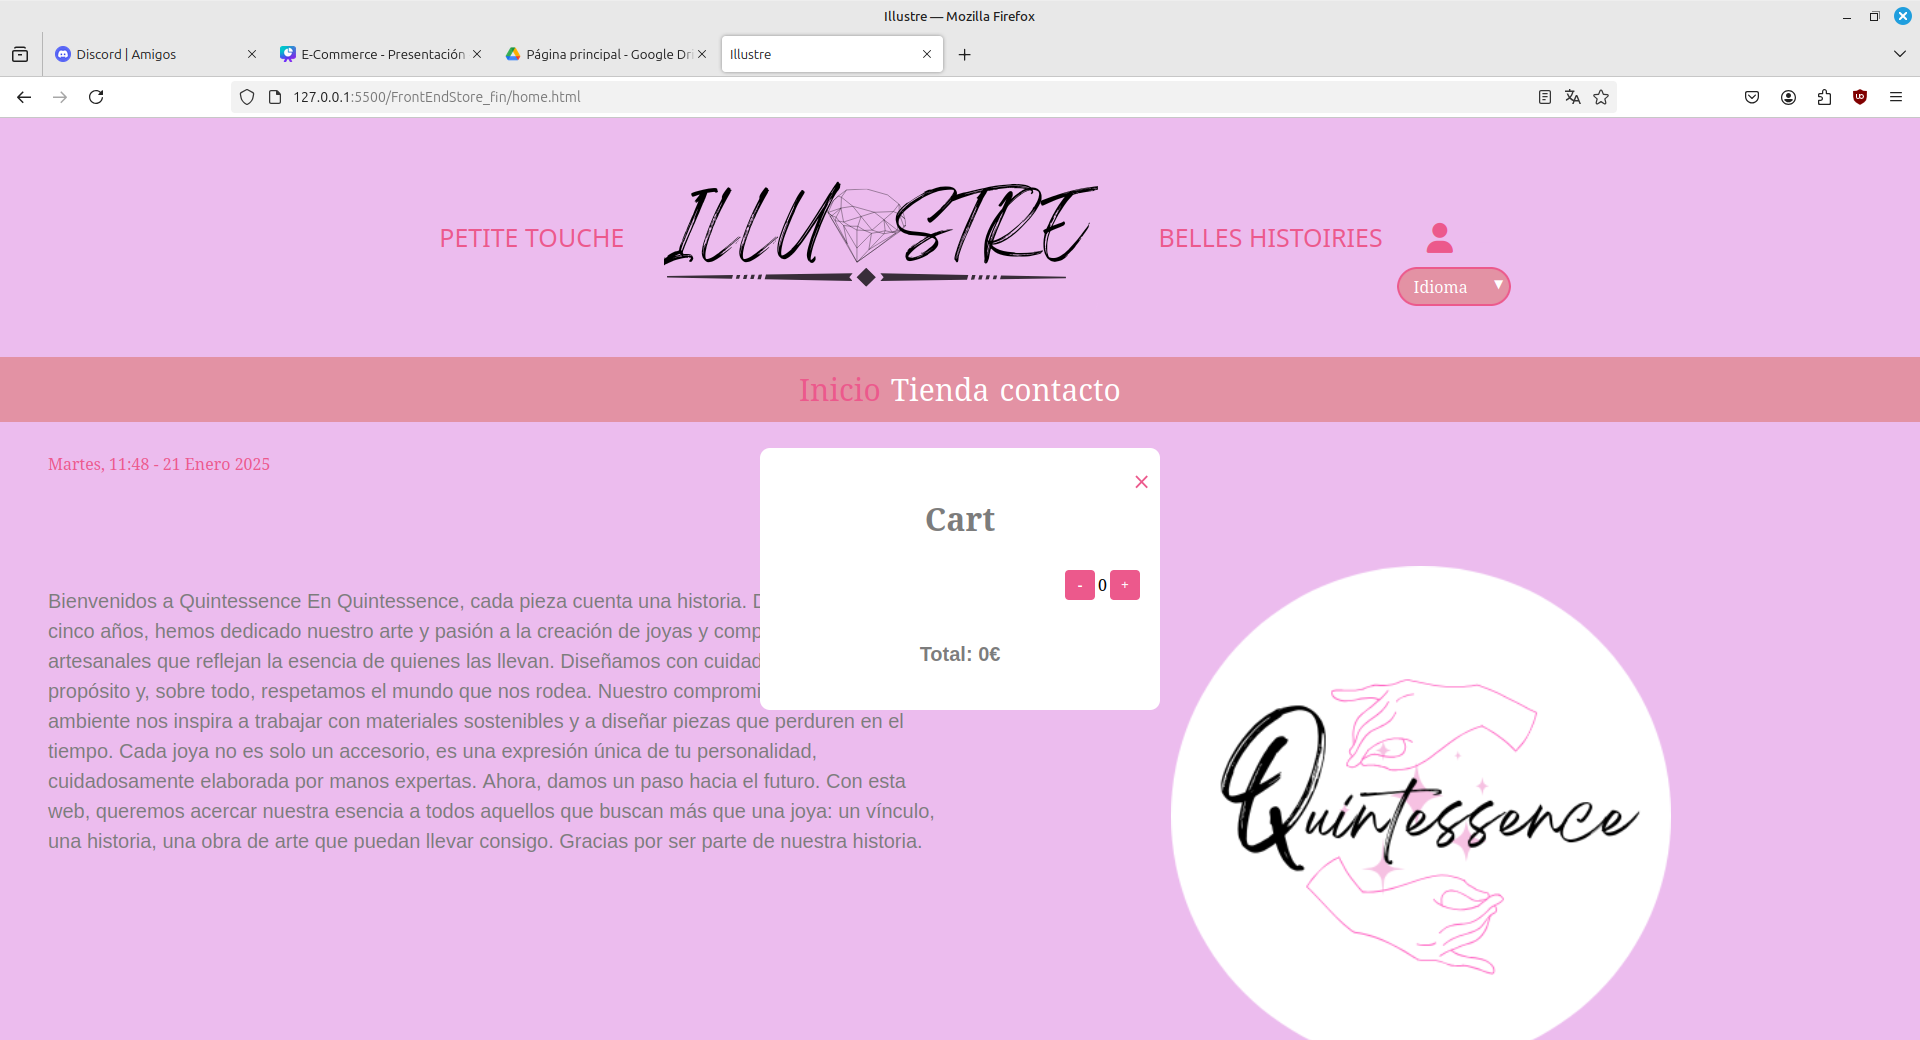 Illustre — Mozilla Firefox
Discord | Amigos
E-Commerce - Presentación
Página principal - Google Dri
Illustre
127.0.0.1:5500/FrontEndStore_fin/home.html
PETITE TOUCHE
ILLUSTRE
BELLES HISTOIRIES
Idioma
Inicio Tienda contacto
Martes, 11:48 - 21 Enero 2025
Cart
- 0 +
Total: 0€
Bienvenidos a Quintessence En Quintessence, cada pieza cuenta una historia. D
cinco años, hemos dedicado nuestro arte y pasión a la creación de joyas y comp
artesanales que reflejan la esencia de quienes las llevan. Diseñamos con cuidad
propósito y, sobre todo, respetamos el mundo que nos rodea. Nuestro compromi
ambiente nos inspira a trabajar con materiales sostenibles y a diseñar piezas que perduren en el
tiempo. Cada joya no es solo un accesorio, es una expresión única de tu personalidad,
cuidadosamente elaborada por manos expertas. Ahora, damos un paso hacia el futuro. Con esta
web, queremos acercar nuestra esencia a todos aquellos que buscan más que una joya: un vínculo,
una historia, una obra de arte que puedan llevar consigo. Gracias por ser parte de nuestra historia.
Quintessence